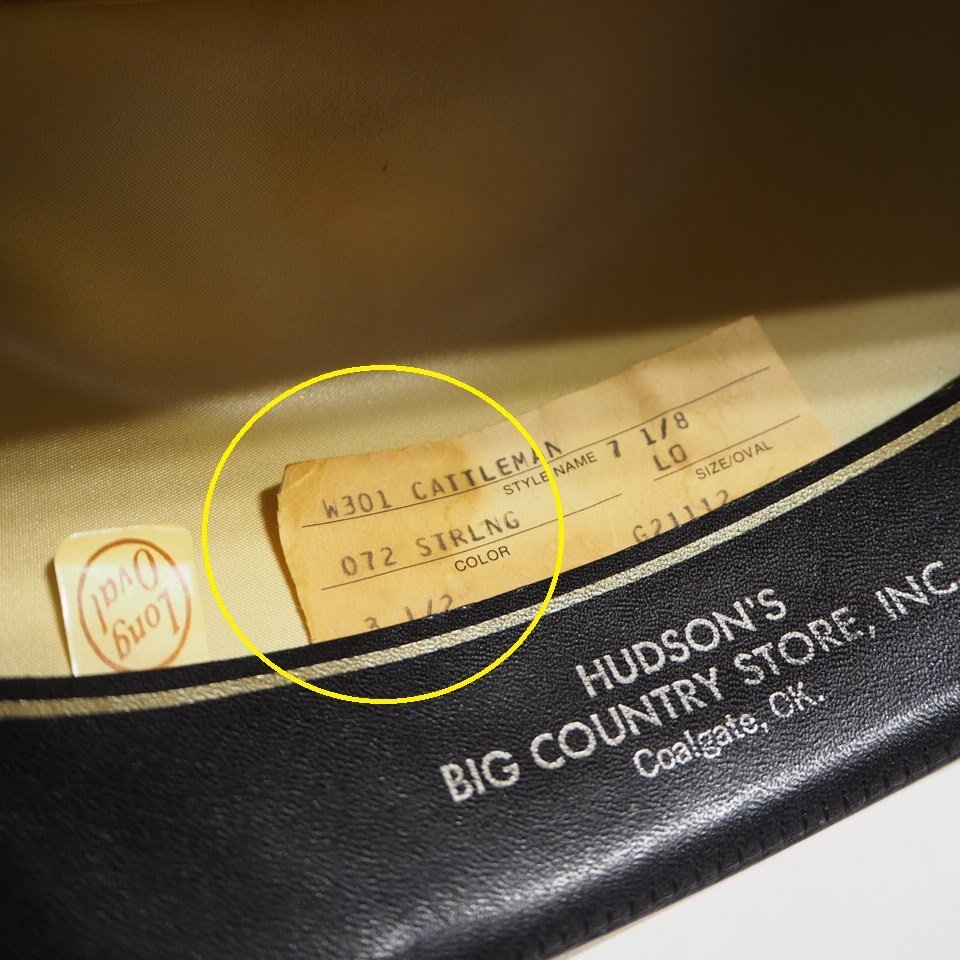 W301 CATTLEMAN 7 1/8
STYLE NAME
LO
SIZE/OVAL
072 STRLNG
COLOR
G21112
3 1/2
Long
Oval
HUDSON'S
BIG COUNTRY STORE, INC.
Coalgate, OK.